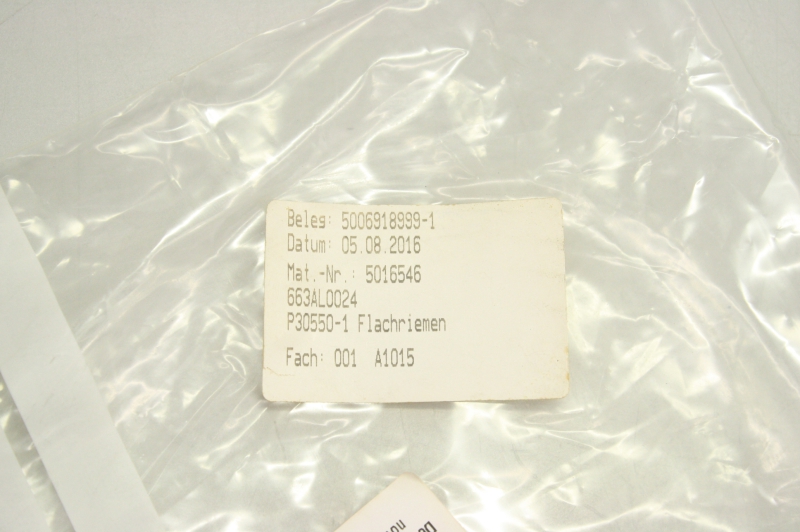 Beleg: 5006918999-1
Datum: 05.08.2016
Mat.-Nr.: 5016546
663AL0024
P30550-1 Flachriemen
Fach: 001 A1015